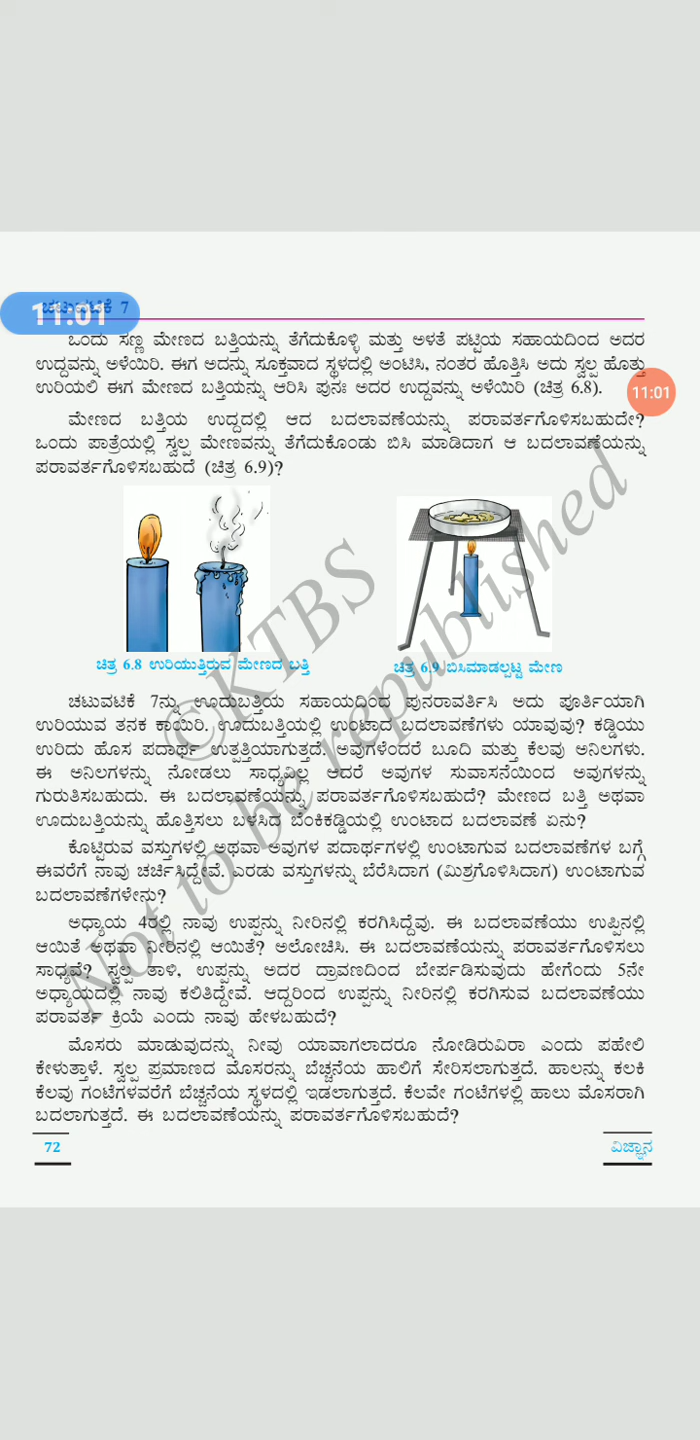 ಚಟುವಟಿಕೆ 7
11:01
ಒಂದು ಸಣ್ಣ ಮೇಣದ ಬತ್ತಿಯನ್ನು ತೆಗೆದುಕೊಳ್ಳಿ ಮತ್ತು ಅಳತೆ ಪಟ್ಟಿಯ ಸಹಾಯದಿಂದ ಅದರ
ಉದ್ದವನ್ನು ಅಳೆಯಿರಿ. ಈಗ ಅದನ್ನು ಸೂಕ್ತವಾದ ಸ್ಥಳದಲ್ಲಿ ಅಂಟಿಸಿ, ನಂತರ ಹೊತ್ತಿಸಿ ಅದು ಸ್ವಲ್ಪ ಹೊತ್ತು
ಉರಿಯಲಿ ಈಗ ಮೇಣದ ಬತ್ತಿಯನ್ನು ಆರಿಸಿ ಪುನಃ ಅದರ ಉದ್ದವನ್ನು ಅಳೆಯಿರಿ (ಚಿತ್ರ 6.8).
11:01
ಮೇಣದ ಬತ್ತಿಯ ಉದ್ದದಲ್ಲಿ ಆದ ಬದಲಾವಣೆಯನ್ನು ಪರಾವರ್ತಗೊಳಿಸಬಹುದೇ?
ಒಂದು ಪಾತ್ರೆಯಲ್ಲಿ ಸ್ವಲ್ಪ ಮೇಣವನ್ನು ತೆಗೆದುಕೊಂಡು ಬಿಸಿ ಮಾಡಿದಾಗ ಆ ಬದಲಾವಣೆಯನ್ನು
ಪರಾವರ್ತಗೊಳಿಸಬಹುದೆ (ಚಿತ್ರ 6.9)?
ಚಿತ್ರ 6.8 ಉರಿಯುತ್ತಿರುವ ಮೇಣದ ಬತ್ತಿ
ಚಿತ್ರ 6.9 ಬಿಸಿಮಾಡಲ್ಪಟ್ಟ ಮೇಣ
ಚಟುವಟಿಕೆ 7ನ್ನು ಊದುಬತ್ತಿಯ ಸಹಾಯದಿಂದ ಪುನರಾವರ್ತಿಸಿ ಅದು ಪೂರ್ತಿಯಾಗಿ
ಉರಿಯುವ ತನಕ ಕಾಯಿರಿ. ಊದುಬತ್ತಿಯಲ್ಲಿ ಉಂಟಾದ ಬದಲಾವಣೆಗಳು ಯಾವುವು? ಕಡ್ಡಿಯು
ಉರಿದು ಹೊಸ ಪದಾರ್ಥ ಉತ್ಪತ್ತಿಯಾಗುತ್ತದೆ. ಅವುಗಳೆಂದರೆ ಬೂದಿ ಮತ್ತು ಕೆಲವು ಅನಿಲಗಳು.
ಈ ಅನಿಲಗಳನ್ನು ನೋಡಲು ಸಾಧ್ಯವಿಲ್ಲ ಆದರೆ ಅವುಗಳ ಸುವಾಸನೆಯಿಂದ ಅವುಗಳನ್ನು
ಗುರುತಿಸಬಹುದು. ಈ ಬದಲಾವಣೆಯನ್ನು ಪರಾವರ್ತಗೊಳಿಸಬಹುದೆ? ಮೇಣದ ಬತ್ತಿ ಅಥವಾ
ಊದುಬತ್ತಿಯನ್ನು ಹೊತ್ತಿಸಲು ಬಳಸಿದ ಬೆಂಕಿಕಡ್ಡಿಯಲ್ಲಿ ಉಂಟಾದ ಬದಲಾವಣೆ ಏನು?
ಕೊಟ್ಟಿರುವ ವಸ್ತುಗಳಲ್ಲಿ ಅಥವಾ ಅವುಗಳ ಪದಾರ್ಥಗಳಲ್ಲಿ ಉಂಟಾಗುವ ಬದಲಾವಣೆಗಳ ಬಗ್ಗೆ
ಈವರೆಗೆ ನಾವು ಚರ್ಚಿಸಿದ್ದೇವೆ. ಎರಡು ವಸ್ತುಗಳನ್ನು ಬೆರೆಸಿದಾಗ (ಮಿಶ್ರಗೊಳಿಸಿದಾಗ) ಉಂಟಾಗುವ
ಬದಲಾವಣೆಗಳೇನು?
ಅಧ್ಯಾಯ 4ರಲ್ಲಿ ನಾವು ಉಪ್ಪನ್ನು ನೀರಿನಲ್ಲಿ ಕರಗಿಸಿದ್ದೆವು. ಈ ಬದಲಾವಣೆಯು ಉಪ್ಪಿನಲ್ಲಿ
ಆಯಿತೆ ಅಥವಾ ನೀರಿನಲ್ಲಿ ಆಯಿತೆ? ಅಲೋಚಿಸಿ. ಈ ಬದಲಾವಣೆಯನ್ನು ಪರಾವರ್ತಗೊಳಿಸಲು
ಸಾಧ್ಯವೆ? ಸ್ವಲ್ಪ ತಾಳಿ, ಉಪ್ಪನ್ನು ಅದರ ದ್ರಾವಣದಿಂದ ಬೇರ್ಪಡಿಸುವುದು ಹೇಗೆಂದು 5ನೇ
ಅಧ್ಯಾಯದಲ್ಲಿ ನಾವು ಕಲಿತಿದ್ದೇವೆ. ಆದ್ದರಿಂದ ಉಪ್ಪನ್ನು ನೀರಿನಲ್ಲಿ ಕರಗಿಸುವ ಬದಲಾವಣೆಯು
ಪರಾವರ್ತ ಕ್ರಿಯೆ ಎಂದು ನಾವು ಹೇಳಬಹುದೆ?
ಮೊಸರು ಮಾಡುವುದನ್ನು ನೀವು ಯಾವಾಗಲಾದರೂ ನೋಡಿರುವಿರಾ ಎಂದು ಪಹೇಲಿ
ಕೇಳುತ್ತಾಳೆ. ಸ್ವಲ್ಪ ಪ್ರಮಾಣದ ಮೊಸರನ್ನು ಬೆಚ್ಚನೆಯ ಹಾಲಿಗೆ ಸೇರಿಸಲಾಗುತ್ತದೆ. ಹಾಲನ್ನು ಕಲಕಿ
ಕೆಲವು ಗಂಟೆಗಳವರೆಗೆ ಬೆಚ್ಚನೆಯ ಸ್ಥಳದಲ್ಲಿ ಇಡಲಾಗುತ್ತದೆ. ಕೆಲವೇ ಗಂಟೆಗಳಲ್ಲಿ ಹಾಲು ಮೊಸರಾಗಿ
ಬದಲಾಗುತ್ತದೆ. ಈ ಬದಲಾವಣೆಯನ್ನು ಪರಾವರ್ತಗೊಳಿಸಬಹುದೆ?
©KTBS
Not to be republished
72
ವಿಜ್ಞಾನ